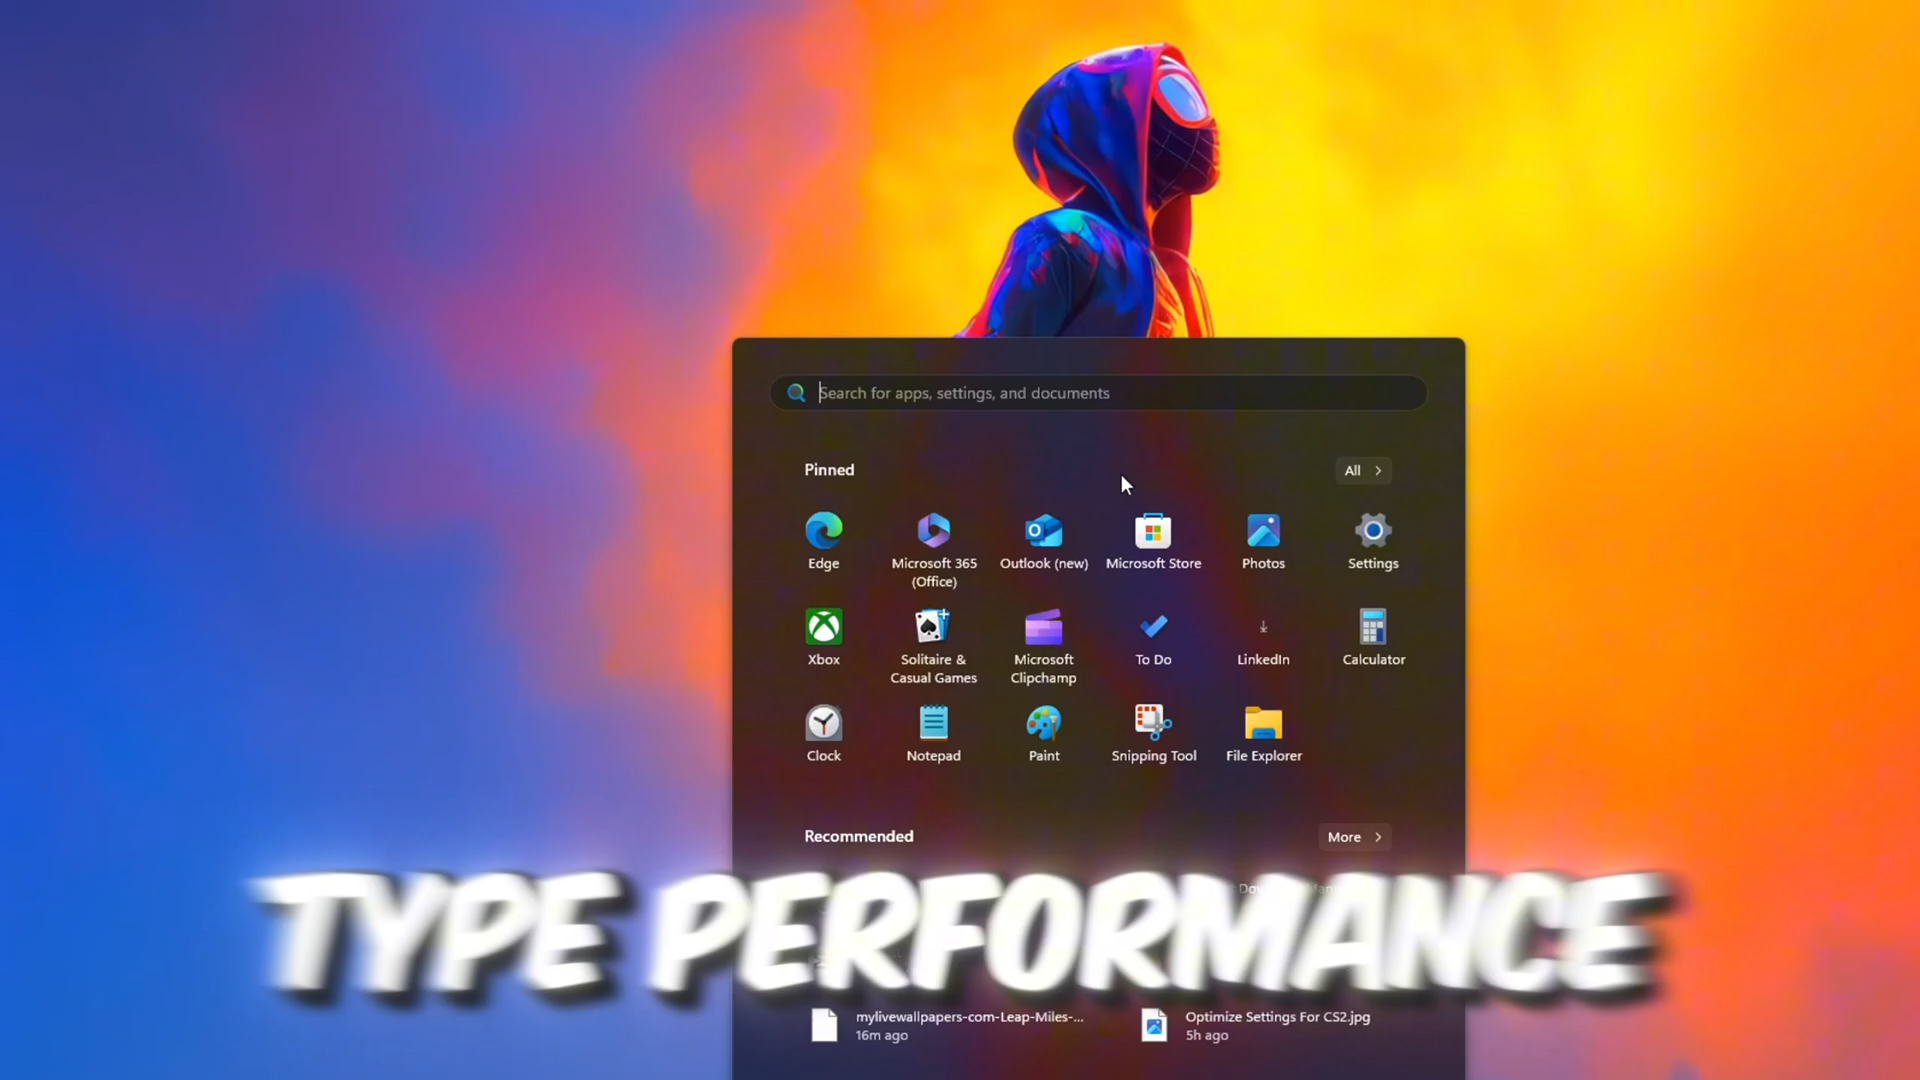 Search for apps, settings, and documents
Pinned
All
Edge
Microsoft 365
(Office)
Outlook (new)
Microsoft Store
Photos
Settings
Xbox
Solitaire &
Casual Games
Microsoft
Clipchamp
To Do
LinkedIn
Calculator
Clock
Notepad
Paint
Snipping Tool
File Explorer
Recommended
More
TYPE PERFORMANCE
mylivewallpapers-com-Leap-Miles-...
16m ago
Optimize Settings For CS2.jpg
5h ago